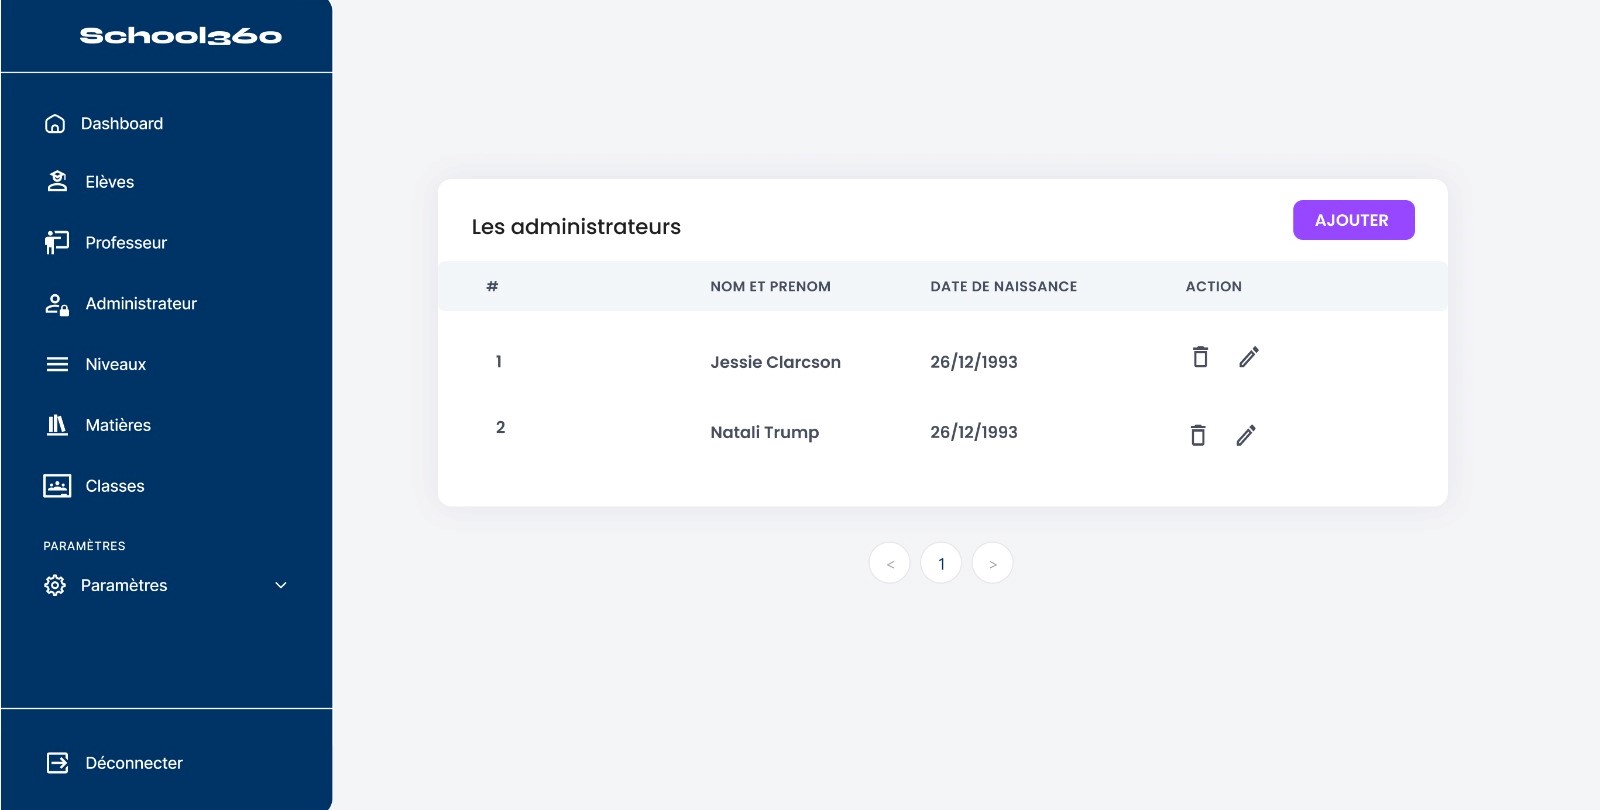 School360
Dashboard
Elèves
Professeur
Administrateur
Niveaux
Matières
Classes
PARAMÈTRES
Paramètres
Déconnecter
Les administrateurs
AJOUTER
# NOM ET PRENOM DATE DE NAISSANCE ACTION
1 Jessie Clarcson 26/12/1993
2 Natali Trump 26/12/1993
< 1 >